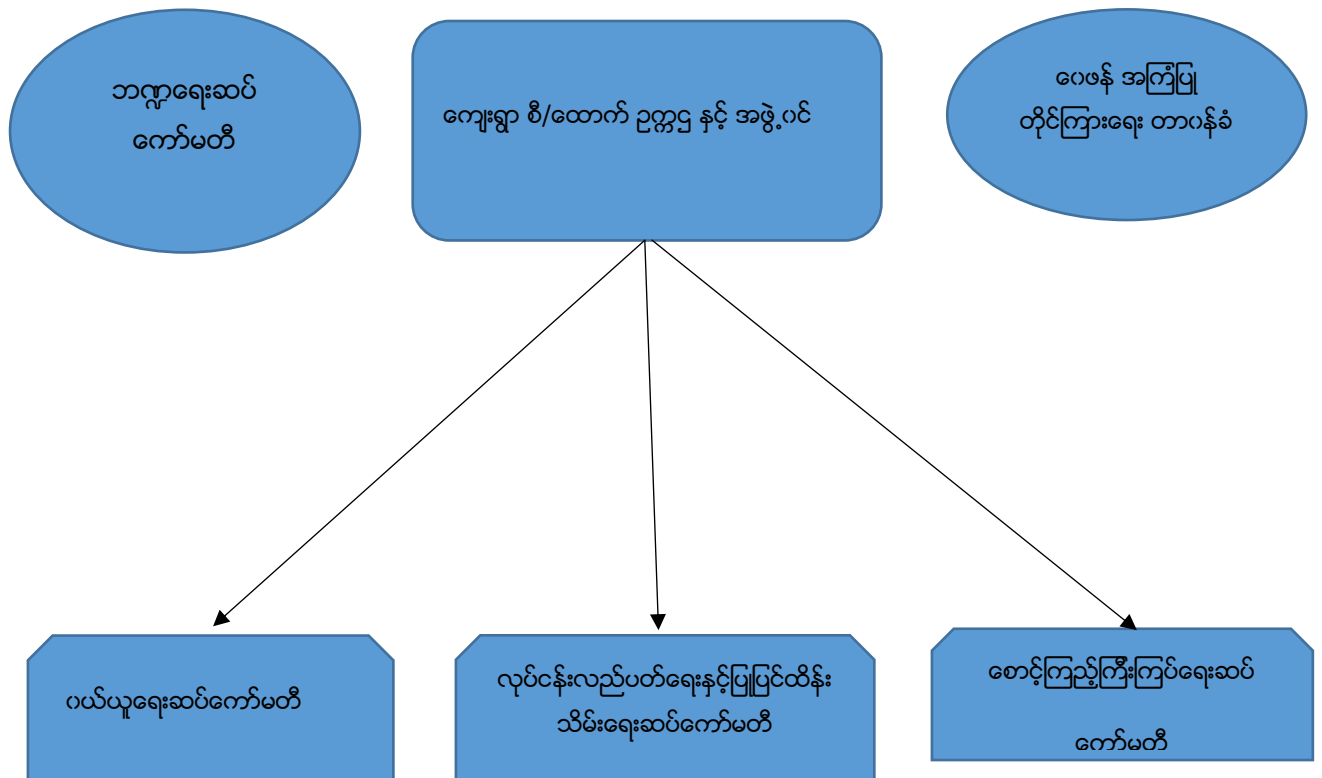 ဘဏ္ဍရေးဆပ်
ကော်မတီ
ကျေးရွာ စီ/ထောက် ဥက္ကဌ နှင့် အဖွဲ့ဝင်
ဝေဖန် အကြံပြု
တိုင်ကြားရေး တာဝန်ခံ
ဝယ်ယူရေးဆပ်ကော်မတီ
လုပ်ငန်းလည်ပတ်ရေးနှင့်ပြုပြင်ထိန်း
သိမ်းရေးဆပ်ကော်မတီ
စောင့်ကြည့်ကြီးကြပ်ရေးဆပ်
ကော်မတီ